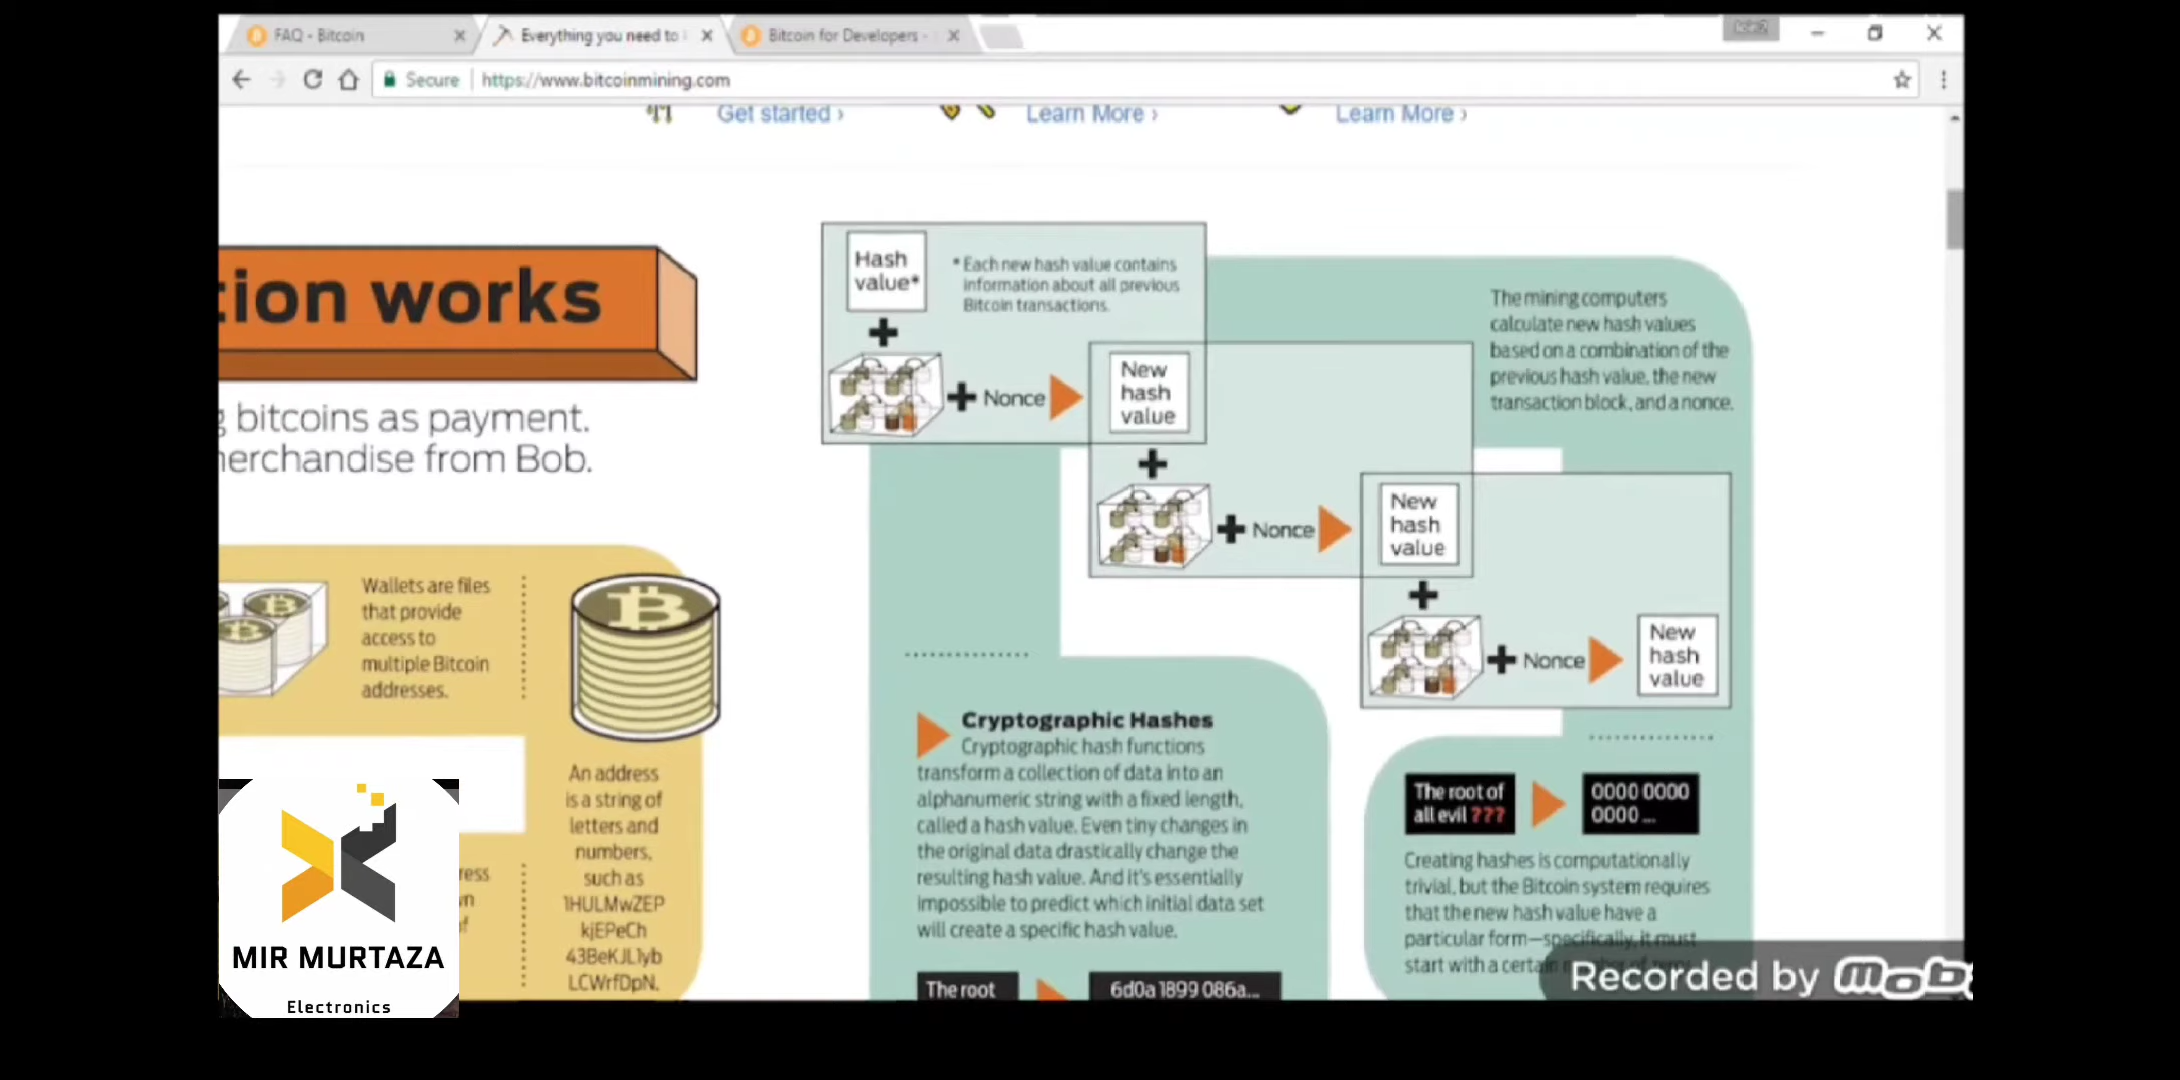 FAQ - Bitcoin
Everything you need to
Bitcoin for Developers -
Secure
https://www.bitcoinmining.com
Get started ›
Learn More ›
Learn More ›
tion works
bitcoins as payment.
merchandise from Bob.
Wallets are files
that provide
access to
multiple Bitcoin
addresses.
An address
is a string of
letters and
numbers,
such as
1HULMwZEP
kjEPeCh
43BeKJL1yb
LCWrfDpN.
Hash
value*
* Each new hash value contains
information about all previous
Bitcoin transactions.
+ Nonce
New
hash
value
The mining computers
calculate new hash values
based on a combination of the
previous hash value, the new
transaction block, and a nonce.
+ Nonce
New
hash
value
+ Nonce
New
hash
value
Cryptographic Hashes
Cryptographic hash functions
transform a collection of data into an
alphanumeric string with a fixed length,
called a hash value. Even tiny changes in
the original data drastically change the
resulting hash value. And it's essentially
impossible to predict which initial data set
will create a specific hash value.
The root
6d0a 1899 086a...
The root of
all evil ???
0000 0000
0000 ...
Creating hashes is computationally
trivial, but the Bitcoin system requires
that the new hash value have a
particular form—specifically, it must
start with a certain
Recorded by
MIR MURTAZA
Electronics